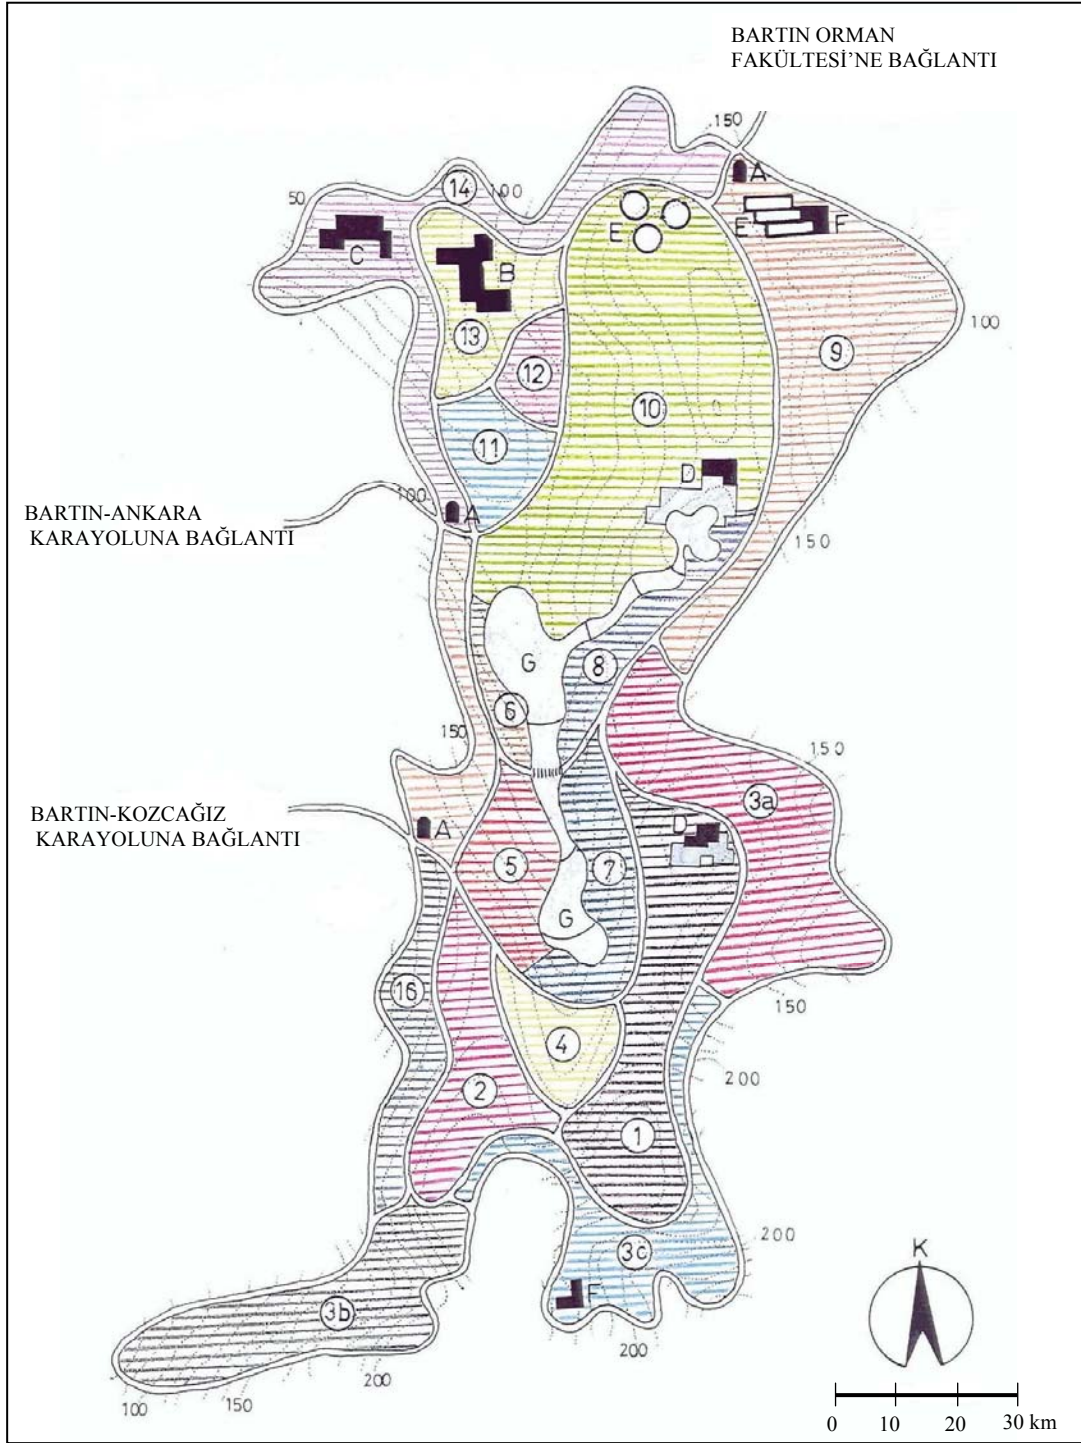 BARTIN ORMAN
FAKÜLTESİ'NE BAĞLANTI
150
A
14
100
50
E
E
F
C
B
13
9
100
12
10
11
D
100
A
BARTIN-ANKARA
KARAYOLUNA BAĞLANTI
150
G
8
6
150
150
3a
BARTIN-KOZCAĞIZ
KARAYOLUNA BAĞLANTI
A
D
5
7
G
16
150
4
200
2
1
200
K
3c
F
3b
200
200
150
100
0 10 20 30 km